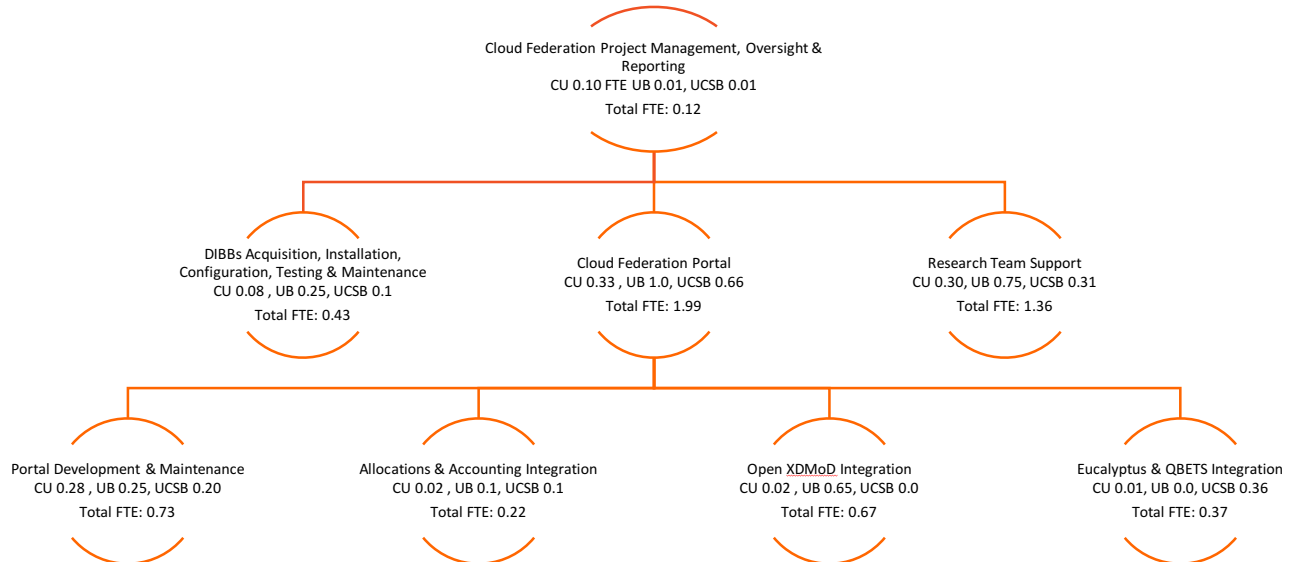 Cloud Federation Project Management, Oversight &
Reporting
CU 0.10 FTE UB 0.01, UCSB 0.01
Total FTE: 0.12
DIBBs Acquisition, Installation,
Configuration, Testing & Maintenance
CU 0.08 , UB 0.25, UCSB 0.1
Total FTE: 0.43
Cloud Federation Portal
CU 0.33 , UB 1.0, UCSB 0.66
Total FTE: 1.99
Research Team Support
CU 0.30, UB 0.75, UCSB 0.31
Total FTE: 1.36
Portal Development & Maintenance
CU 0.28 , UB 0.25, UCSB 0.20
Total FTE: 0.73
Allocations & Accounting Integration
CU 0.02 , UB 0.1, UCSB 0.1
Total FTE: 0.22
Open XDMoD Integration
CU 0.02 , UB 0.65, UCSB 0.0
Total FTE: 0.67
Eucalyptus & QBETS Integration
CU 0.01, UB 0.0, UCSB 0.36
Total FTE: 0.37